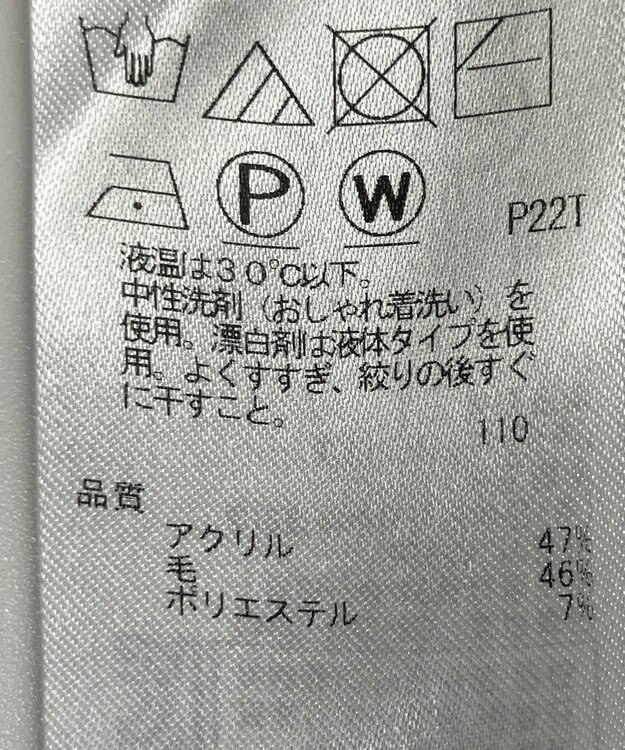 P W
P22T
液温は30℃以下。
中性洗剤（おしゃれ着洗い）を
使用。漂白剤は液体タイプを使
用。よくすすぎ、絞りの後すぐ
に干すこと。
110
品質
アクリル 47%
毛 46%
ポリエステル 7%